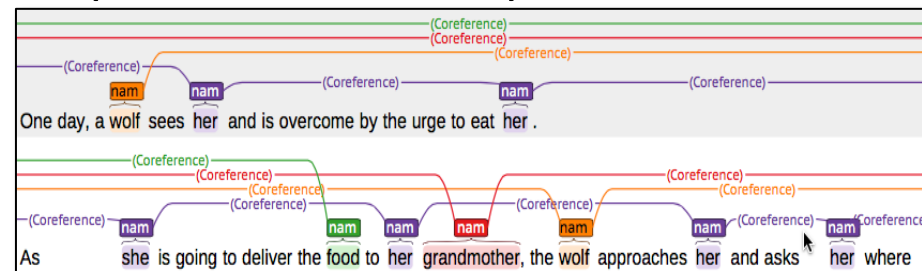 (Coreference)
(Coreference)
(Coreference)
(Coreference) (Coreference) (Coreference)
nam nam nam
One day, a wolf sees her and is overcome by the urge to eat her .
(Coreference)
(Coreference) (Coreference)
(Coreference) (Coreference)
(Coreference) (Coreference) (Coreference) (Coreference) Coreference
nam nam nam nam nam nam nam
As she is going to deliver the food to her grandmother, the wolf approaches her and asks her where